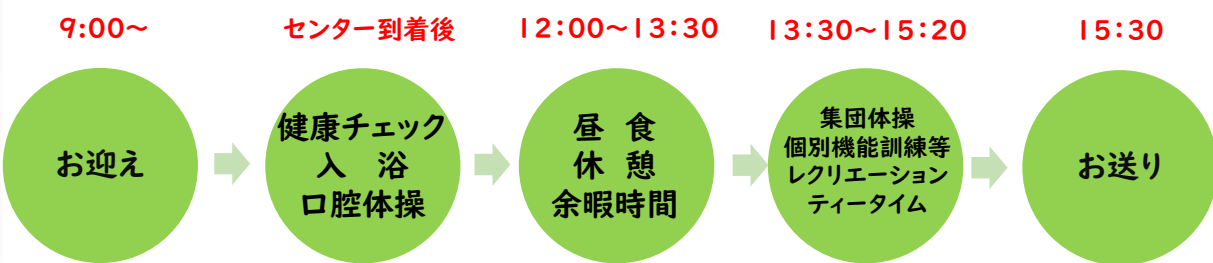 9:00~
センター到着後
12:00~13:30
13:30~15:20
15:30
お迎え
健康チェック
入 浴
口腔体操
昼 食
休 憩
余暇時間
集団体操
個別機能訓練等
レクリエーション
ティータイム
お送り